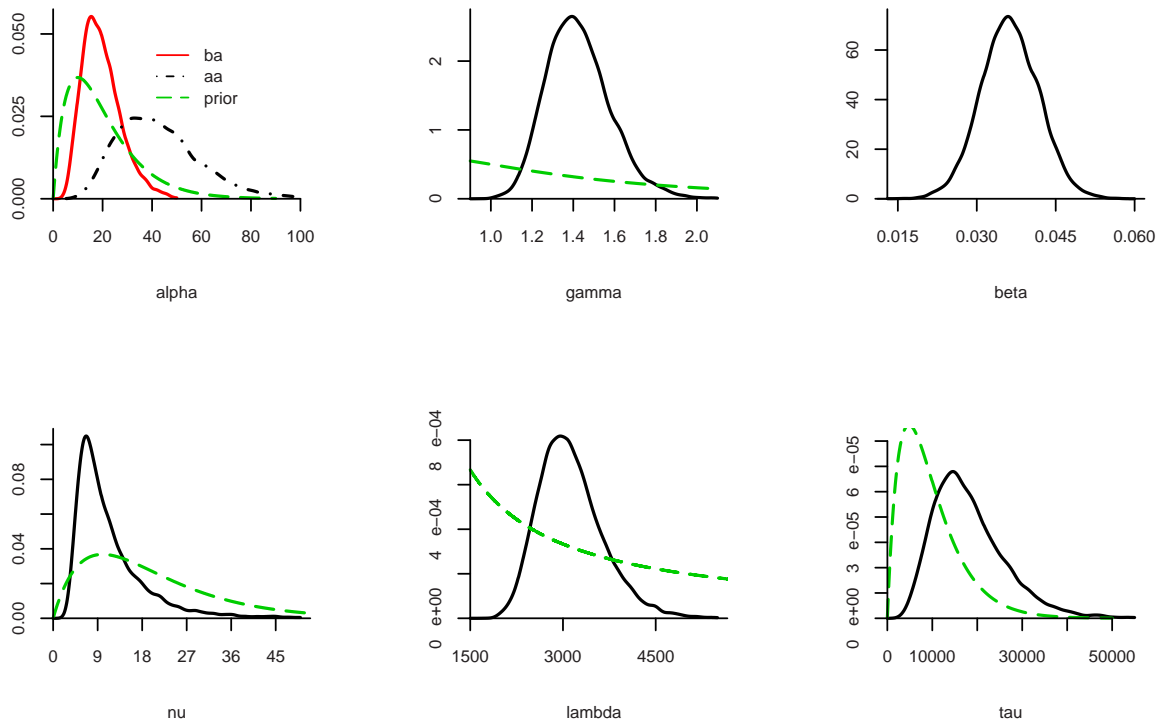 0.050
0.025
0.000
ba
aa
prior
0 20 40 60 80 100
alpha
2
1
0
1.0 1.2 1.4 1.6 1.8 2.0
gamma
60
40
20
0
0.015 0.030 0.045 0.060
beta
0.08
0.04
0.00
0 9 18 27 36 45
nu
8 e−04
4 e−04
0 e+00
1500 3000 4500
lambda
6 e−05
3 e−05
0 e+00
0 10000 30000 50000
tau